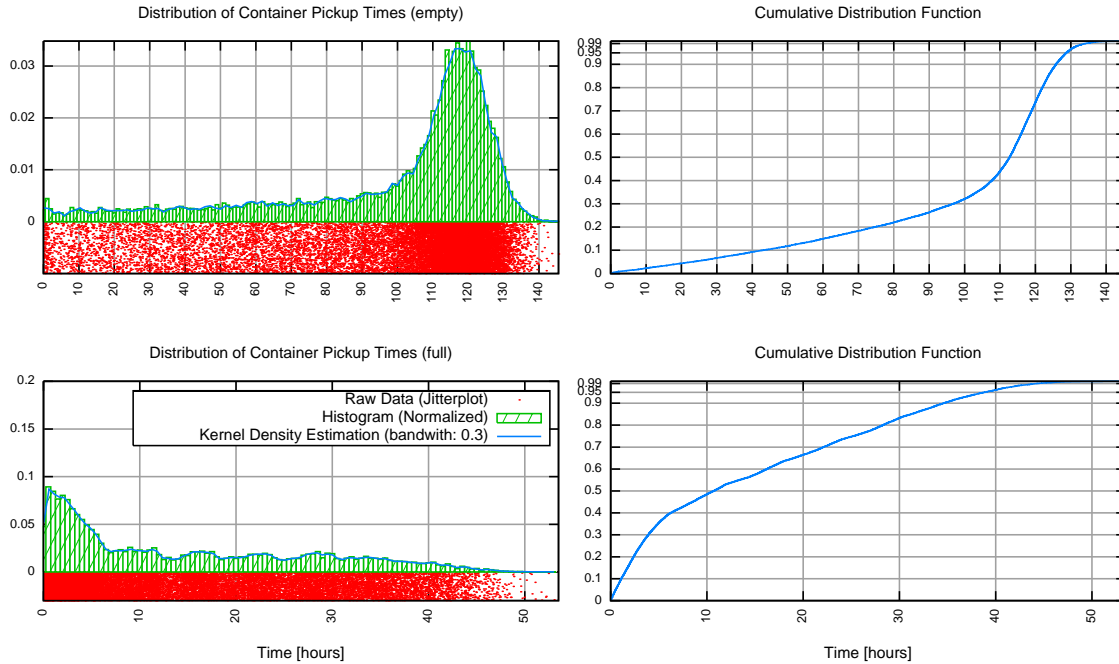 Distribution of Container Pickup Times (empty)
0.03
0.02
0.01
0
0 10 20 30 40 50 60 70 80 90 100 110 120 130 140
Cumulative Distribution Function
0.99
0.95
0.9
0.8
0.7
0.6
0.5
0.4
0.3
0.2
0.1
0
0 10 20 30 40 50 60 70 80 90 100 110 120 130 140
Distribution of Container Pickup Times (full)
0.2
0.15
0.1
0.05
0
Raw Data (Jitterplot)
Histogram (Normalized)
Kernel Density Estimation (bandwith: 0.3)
0 10 20 30 40 50
Time [hours]
Cumulative Distribution Function
0.99
0.95
0.9
0.8
0.7
0.6
0.5
0.4
0.3
0.2
0.1
0
0 10 20 30 40 50
Time [hours]